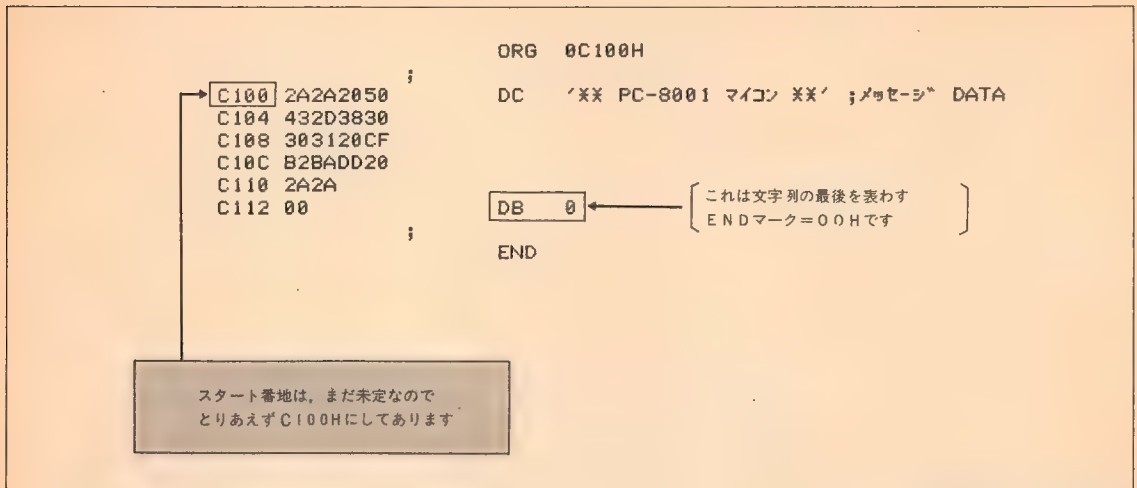 ORG 0C100H
;
C100 2A2A2050 DC '** PC-8001 マイコン **' ;メッセージ DATA
C104 432D3830
C108 303120CF
C10C B2BADD20
C110 2A2A
C112 00 DB 0
これは文字列の最後を表わす
ENDマーク=00Hです
;
END
スタート番地は,まだ未定なので
とりあえずC100Hにしてあります